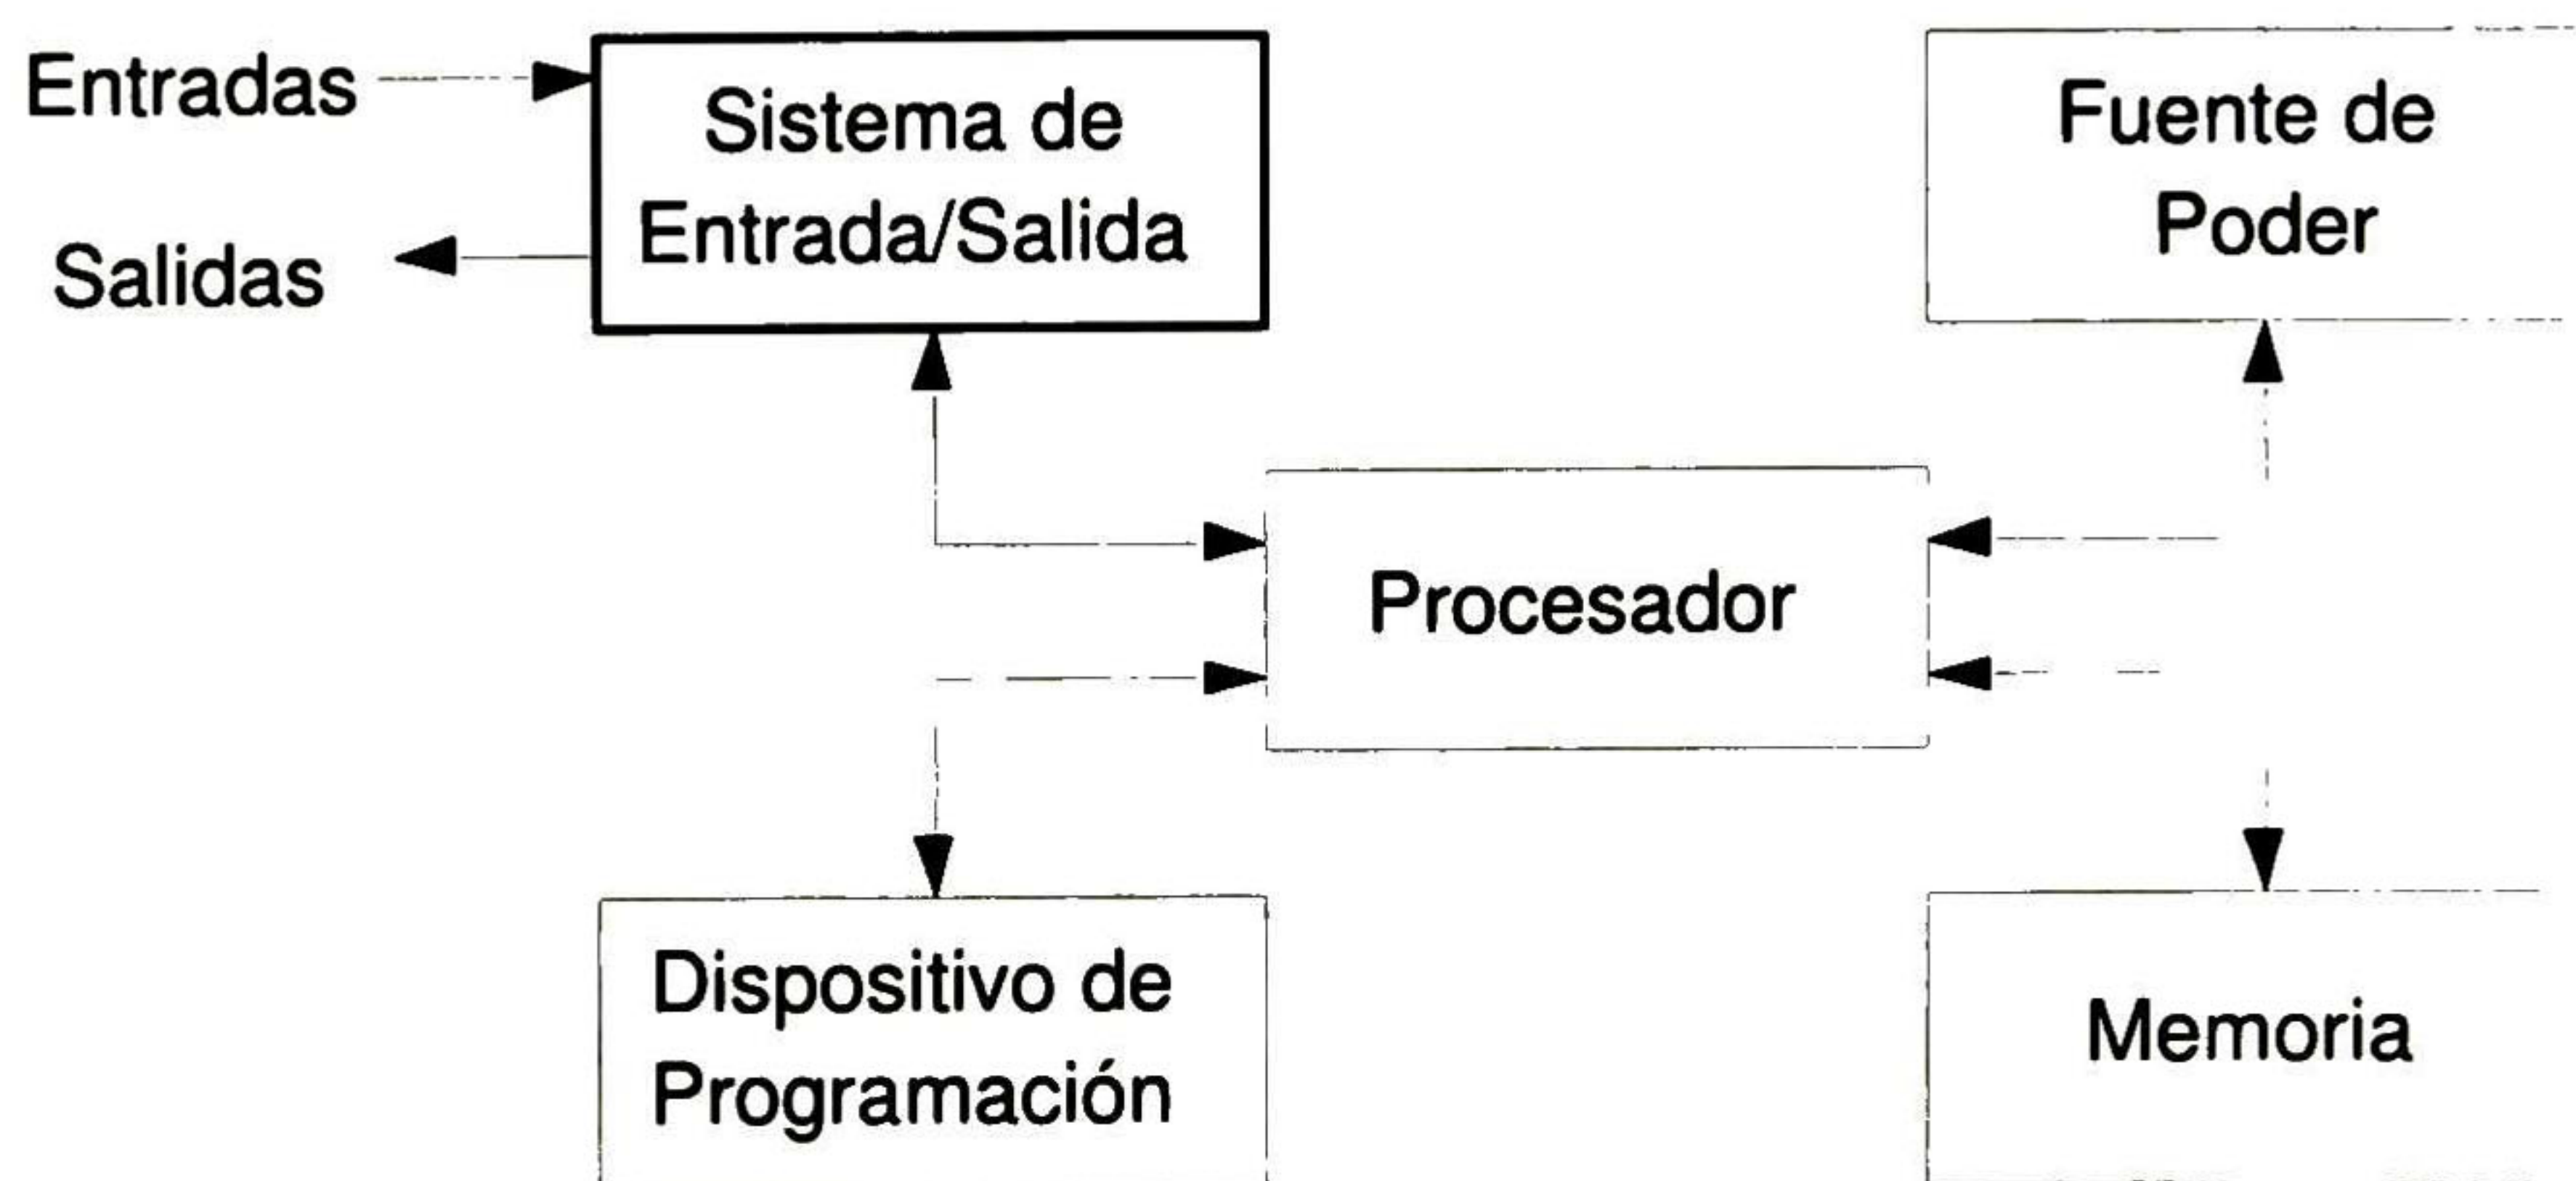 Entradas
Salidas
Sistema de
Entrada/Salida
Fuente de
Poder
Procesador
Dispositivo de
Programación
Memoria